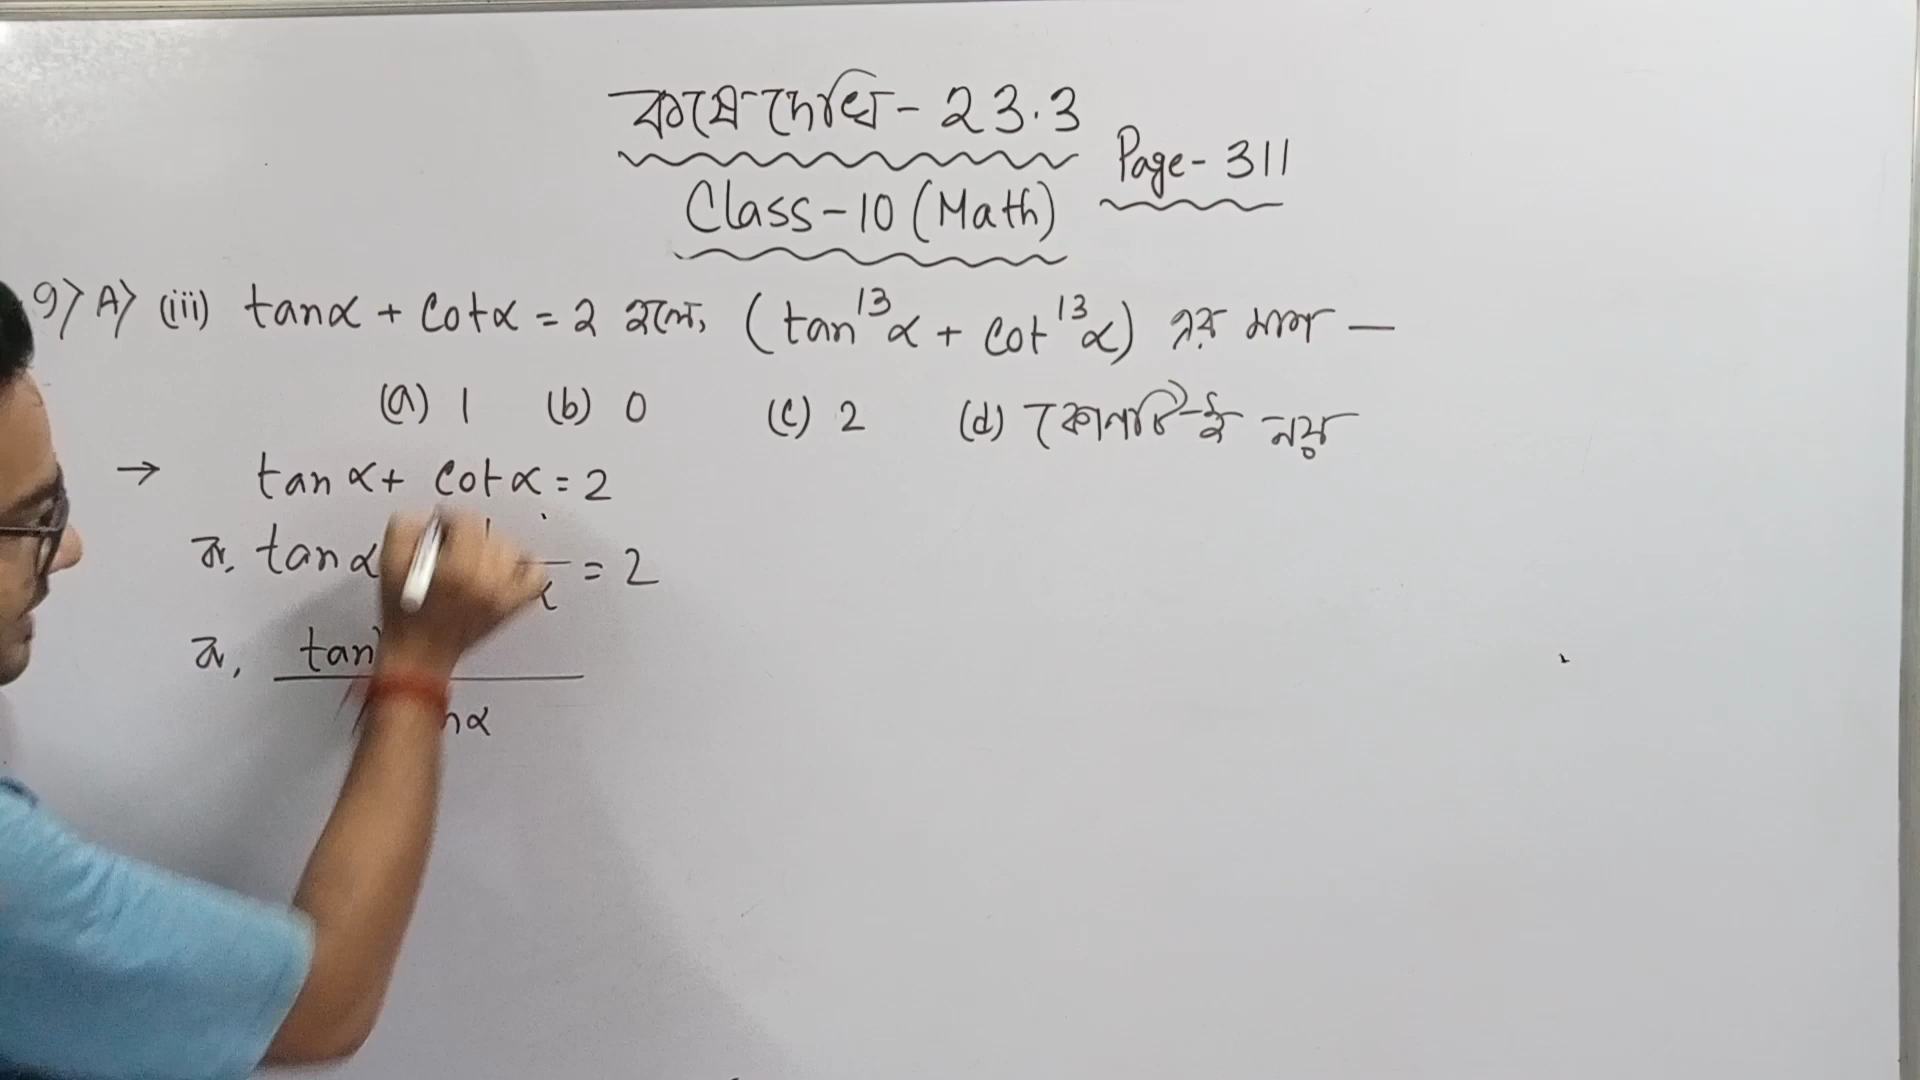 কষে দেখি - 23.3
Page - 311
Class - 10 (Math)
9> A> (iii) tanα + Cotα = 2 হলে, (tan¹³α + cot¹³α) এর মান —
(a) 1 (b) 0 (c) 2 (d) কোনটি-ই নয়
→ tan α + Cot α = 2
বা, tan α = 2
বা, tan
α